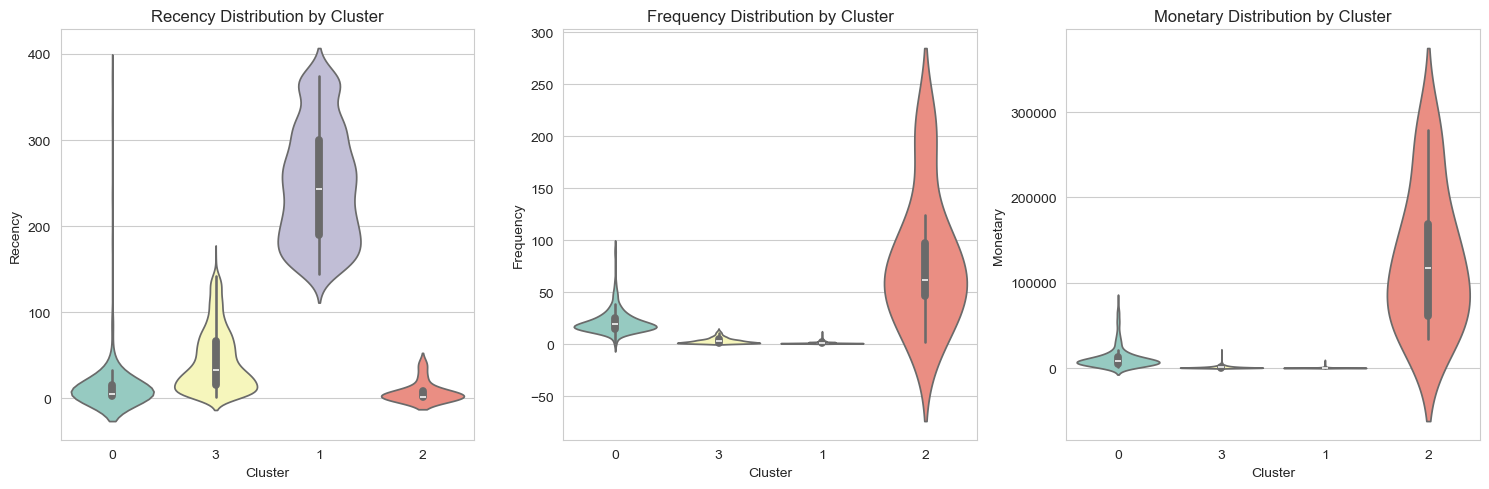 Recency Distribution by Cluster
400
300
200
100
0
Recency
0 3 1 2
Cluster
Frequency Distribution by Cluster
300
250
200
150
100
50
0
−50
Frequency
0 3 1 2
Cluster
Monetary Distribution by Cluster
300000
200000
100000
0
Monetary
0 3 1 2
Cluster